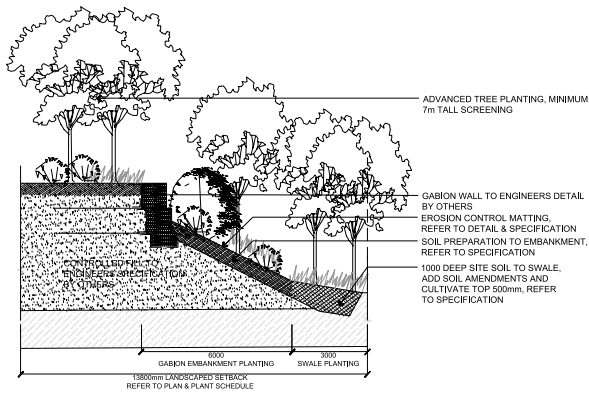 ADVANCED TREE PLANTING, MINIMUM
7m TALL SCREENING
GABION WALL TO ENGINEERS DETAIL
BY OTHERS
EROSION CONTROL MATTING,
REFER TO DETAIL & SPECIFICATION
SOIL PREPARATION TO EMBANKMENT,
REFER TO SPECIFICATION
CONTROLLED FILL TO
ENGINEERS SPECIFICATION
BY OTHERS
1000 DEEP SITE SOIL TO SWALE,
ADD SOIL AMENDMENTS AND
CULTIVATE TOP 500mm, REFER
TO SPECIFICATION
6000
GABION EMBANKMENT PLANTING
3000
SWALE PLANTING
13800mm LANDSCAPED SETBACK
REFER TO PLAN & PLANT SCHEDULE